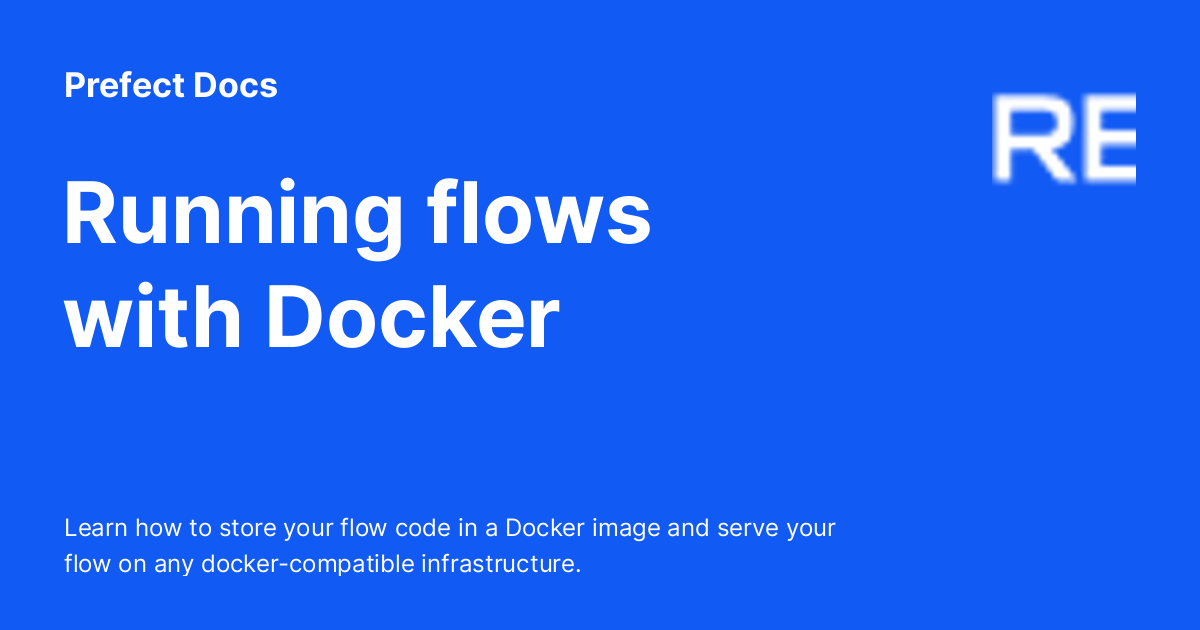 Prefect Docs
RE
Running flows
with Docker
Learn how to store your flow code in a Docker image and serve your
flow on any docker-compatible infrastructure.